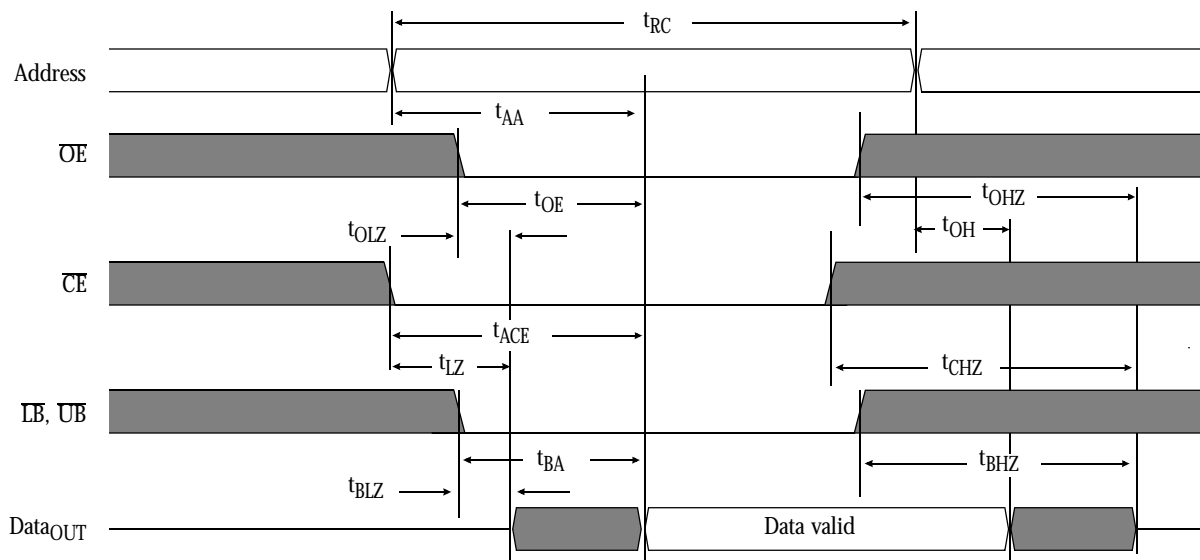 tRC
Address
tAA
OE
tOE
tOHZ
tOLZ
tOH
CE
tACE
tLZ
tCHZ
LB, UB
tBA
tBHZ
tBLZ
DataOUT
Data valid